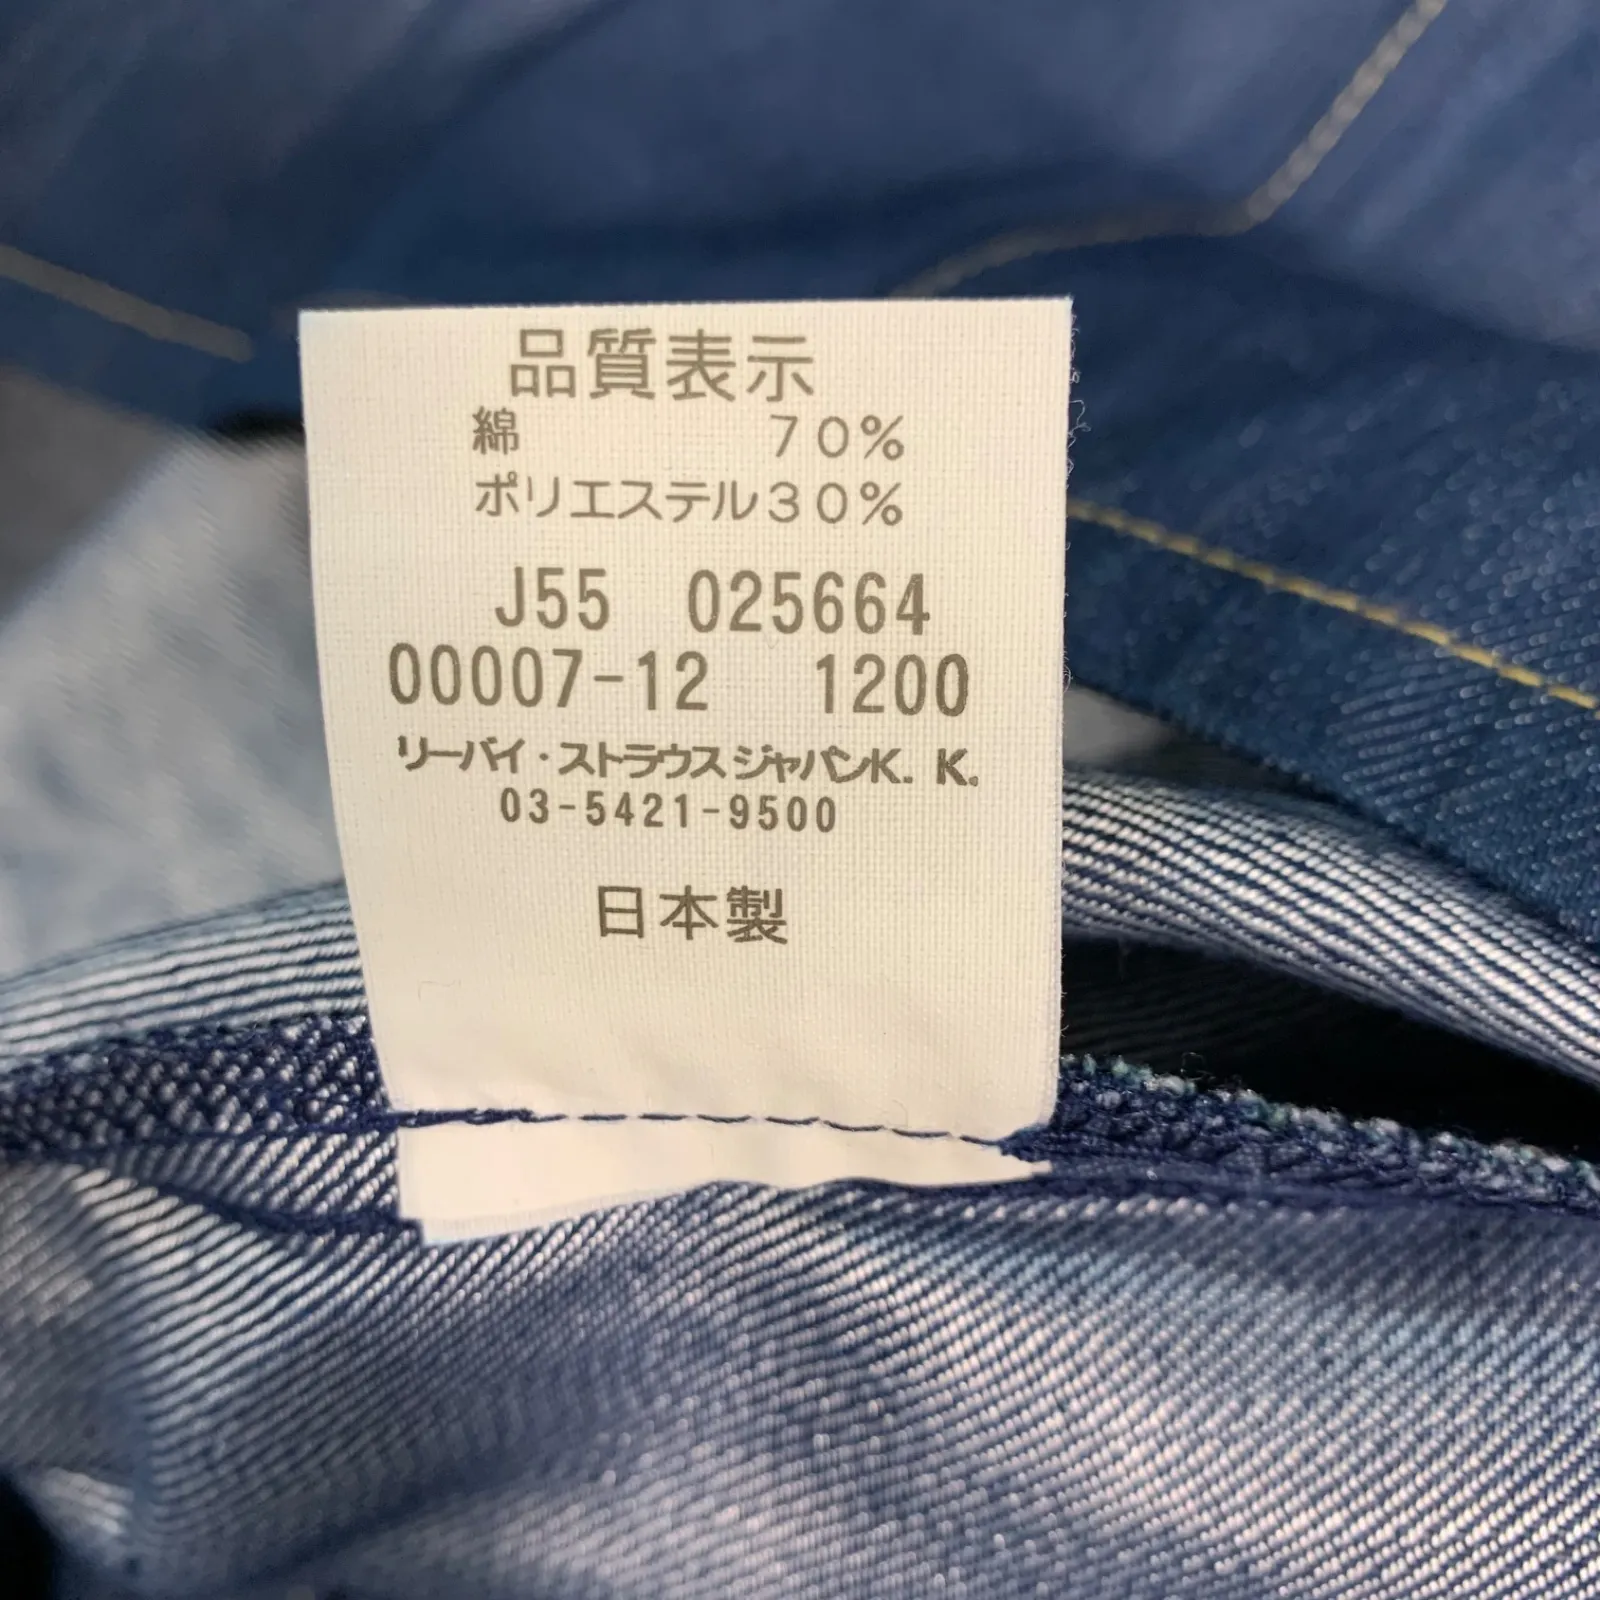 品質表示
綿 70%
ポリエステル30%
J55 025664
00007-12 1200
リーバイ・ストラウスジャパンK. K.
03-5421-9500
日本製